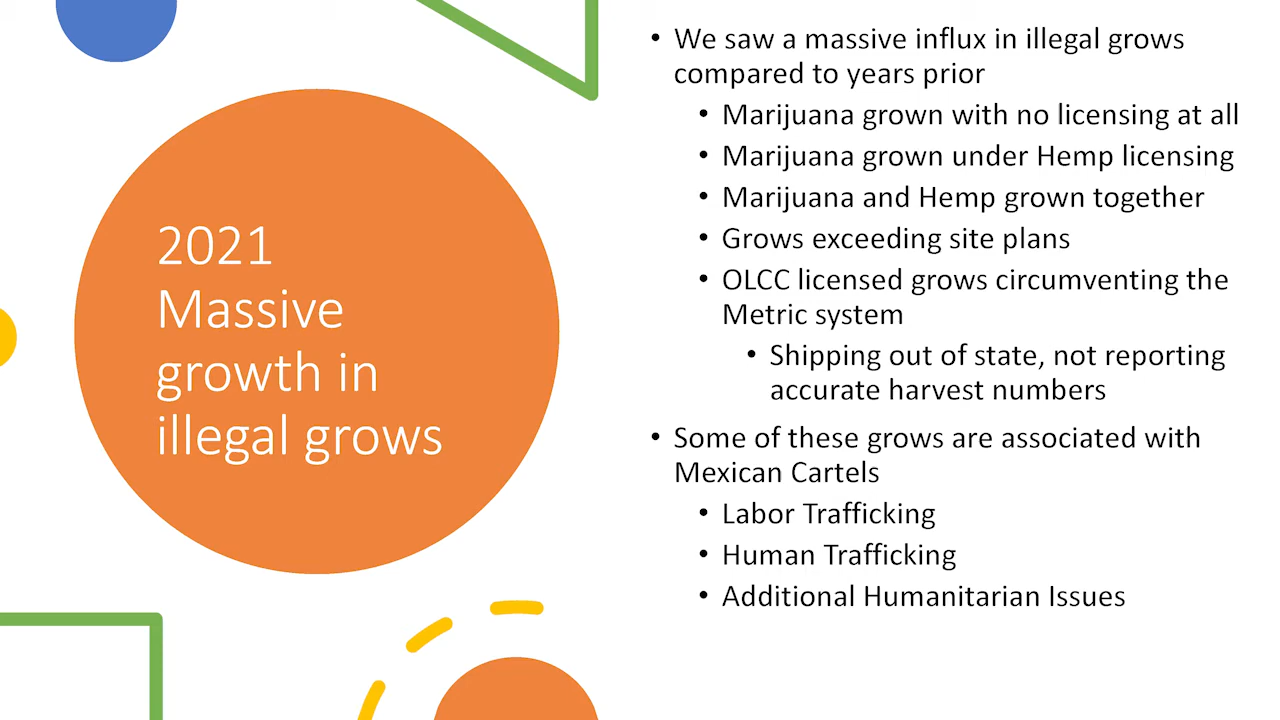 2021
Massive
growth in
illegal grows
• We saw a massive influx in illegal grows
compared to years prior
• Marijuana grown with no licensing at all
• Marijuana grown under Hemp licensing
• Marijuana and Hemp grown together
• Grows exceeding site plans
• OLCC licensed grows circumventing the
Metric system
• Shipping out of state, not reporting
accurate harvest numbers
• Some of these grows are associated with
Mexican Cartels
• Labor Trafficking
• Human Trafficking
• Additional Humanitarian Issues